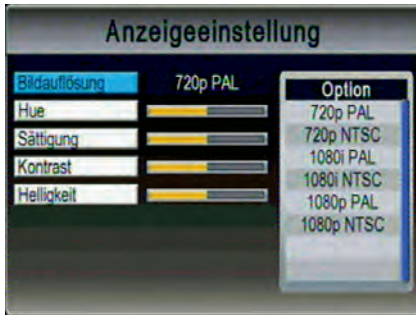 Anzeigeeinstellung
Bildauflösung 720p PAL
Hue
Sättigung
Kontrast
Helligkeit
Option
720p PAL
720p NTSC
1080i PAL
1080i NTSC
1080p PAL
1080p NTSC